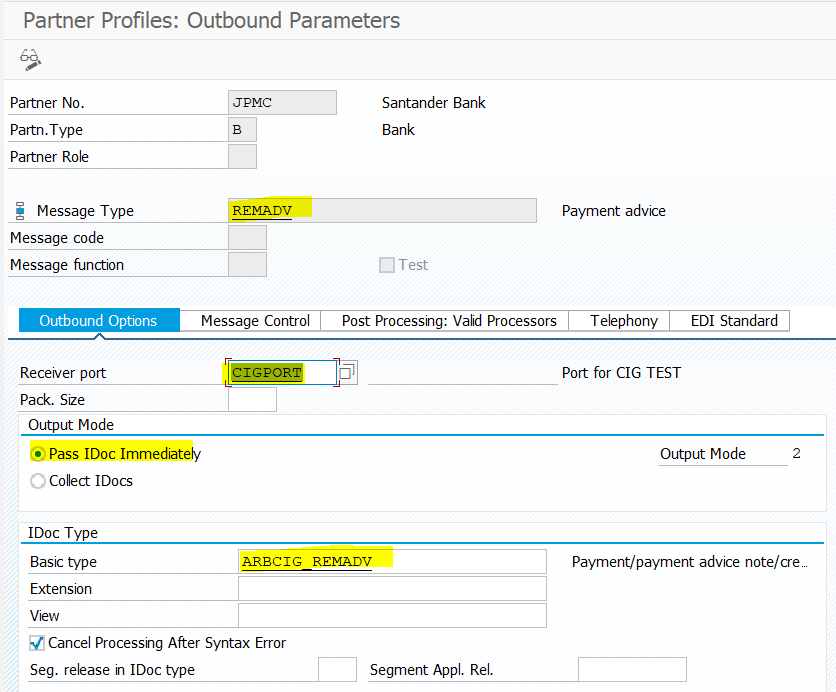 Partner Profiles: Outbound Parameters
Partner No. JPMC Santander Bank
Partn.Type B Bank
Partner Role
Message Type REMADV Payment advice
Message code
Message function Test
Outbound Options Message Control Post Processing: Valid Processors Telephony EDI Standard
Receiver port CIGPORT Port for CIG TEST
Pack. Size
Output Mode
Pass IDoc Immediately Output Mode 2
Collect IDocs
IDoc Type
Basic type ARBCIG_REMADV Payment/payment advice note/cre…
Extension
View
Cancel Processing After Syntax Error
Seg. release in IDoc type Segment Appl. Rel.